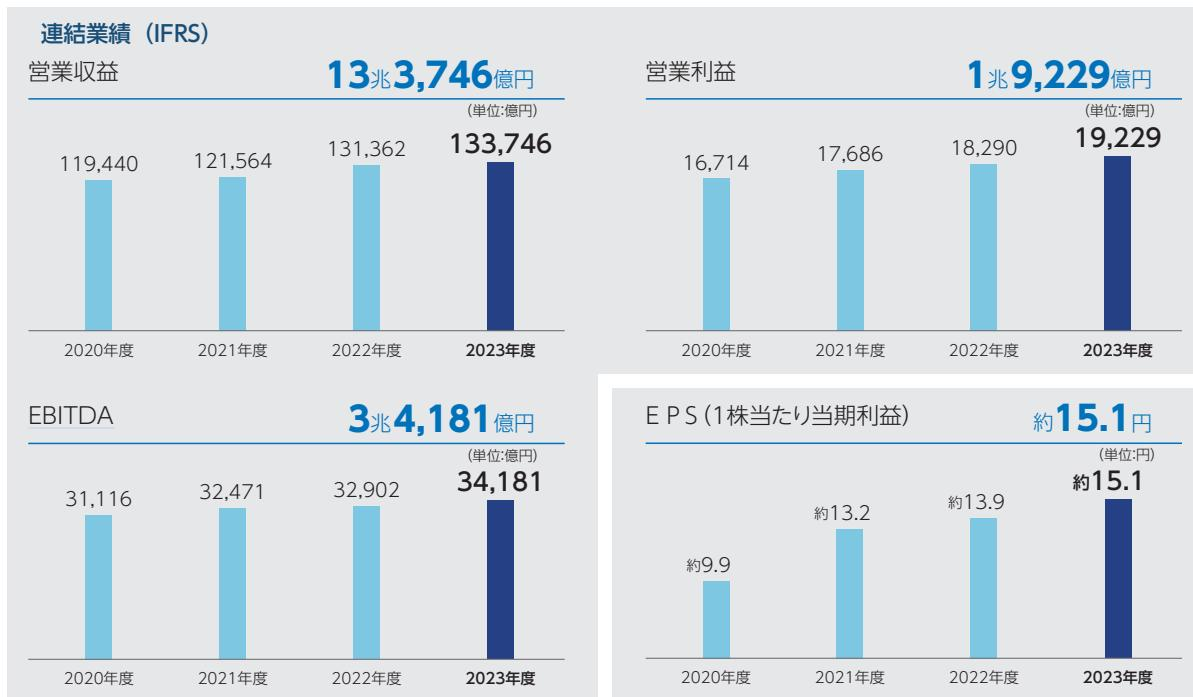 連結業績（IFRS）
営業収益
13兆3,746億円
（単位:億円）
119,440
121,564
131,362
133,746
2020年度
2021年度
2022年度
2023年度
営業利益
1兆9,229億円
（単位:億円）
16,714
17,686
18,290
19,229
2020年度
2021年度
2022年度
2023年度
EBITDA
3兆4,181億円
（単位:億円）
31,116
32,471
32,902
34,181
2020年度
2021年度
2022年度
2023年度
ＥＰＳ（1株当たり当期利益）
約15.1円
（単位:円）
約9.9
約13.2
約13.9
約15.1
2020年度
2021年度
2022年度
2023年度